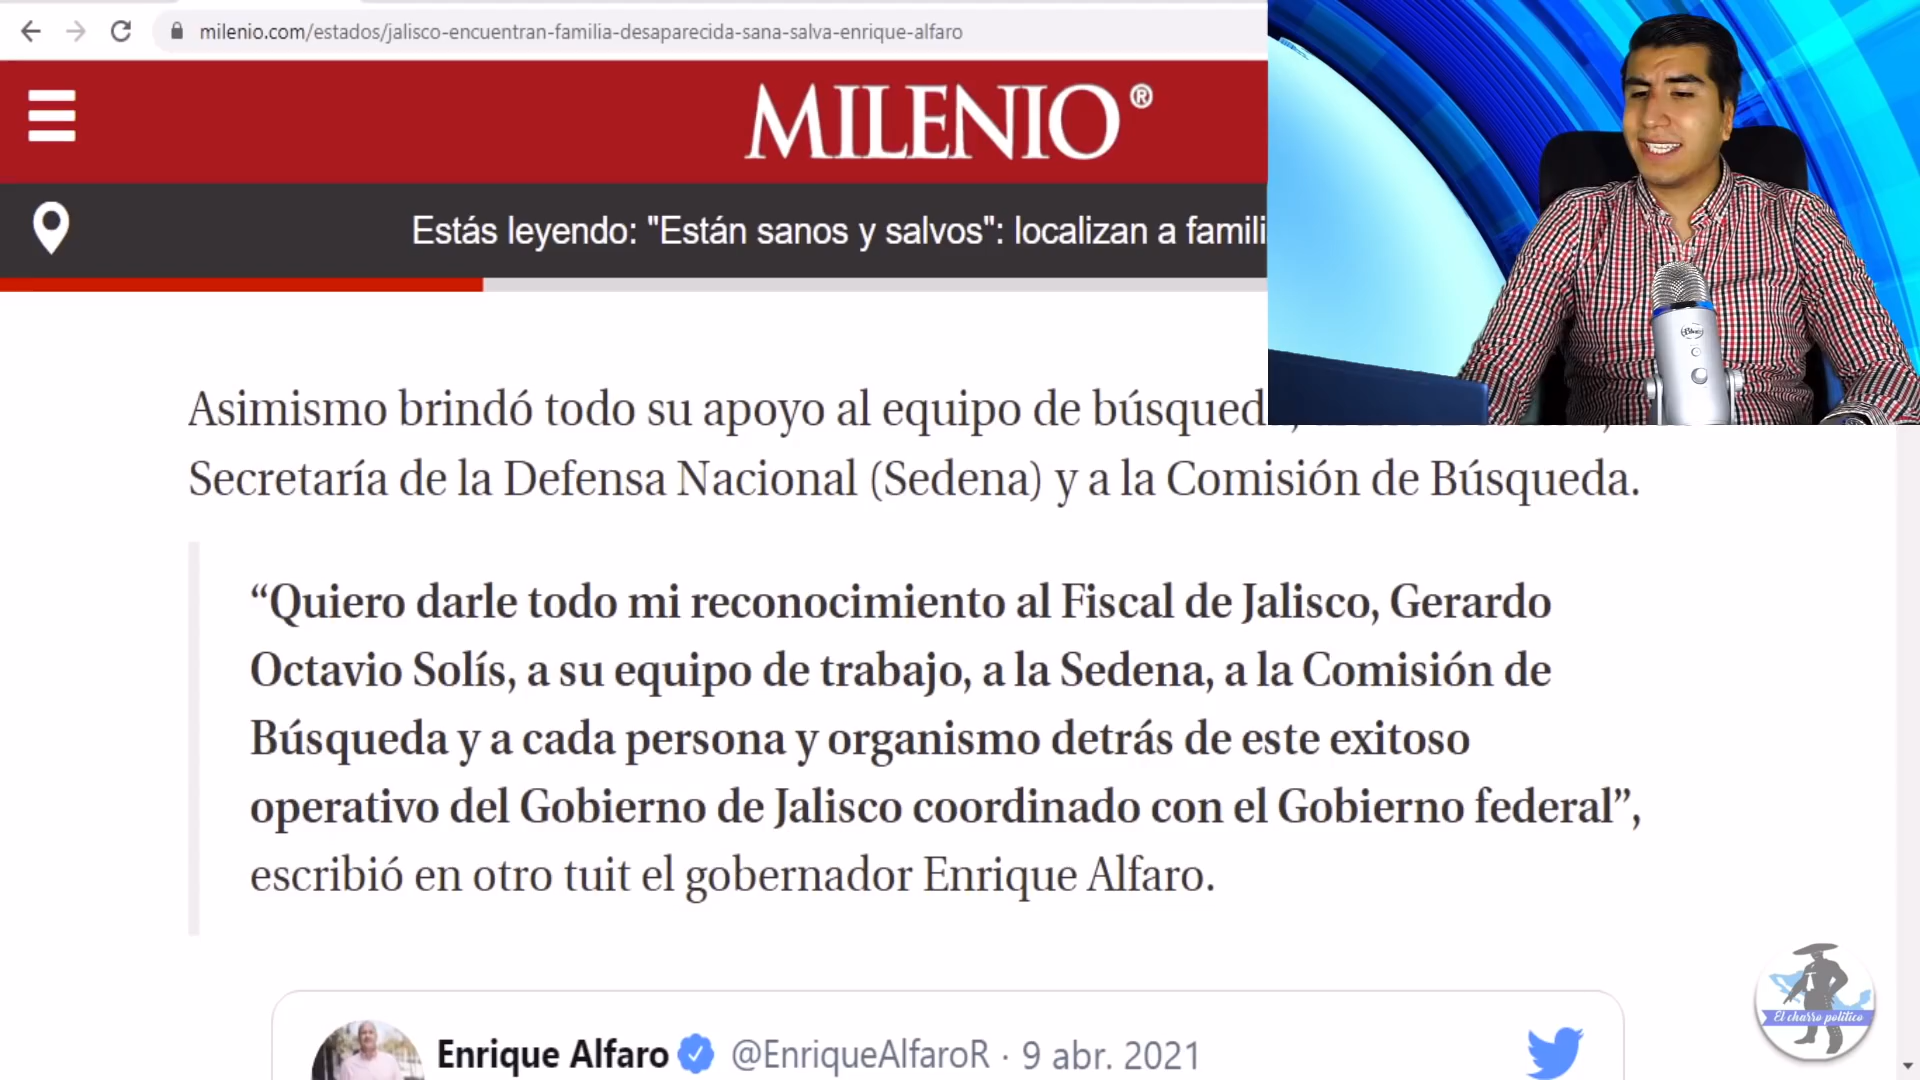 milenio.com/estados/jalisco-encuentran-familia-desaparecida-sana-salva-enrique-alfaro
MILENIO®
Estás leyendo: "Están sanos y salvos": localizan a famili
Asimismo brindó todo su apoyo al equipo de búsqued
Secretaría de la Defensa Nacional (Sedena) y a la Comisión de Búsqueda.
“Quiero darle todo mi reconocimiento al Fiscal de Jalisco, Gerardo
Octavio Solís, a su equipo de trabajo, a la Sedena, a la Comisión de
Búsqueda y a cada persona y organismo detrás de este exitoso
operativo del Gobierno de Jalisco coordinado con el Gobierno federal”,
escribió en otro tuit el gobernador Enrique Alfaro.
Enrique Alfaro @EnriqueAlfaroR · 9 abr. 2021
El charro político